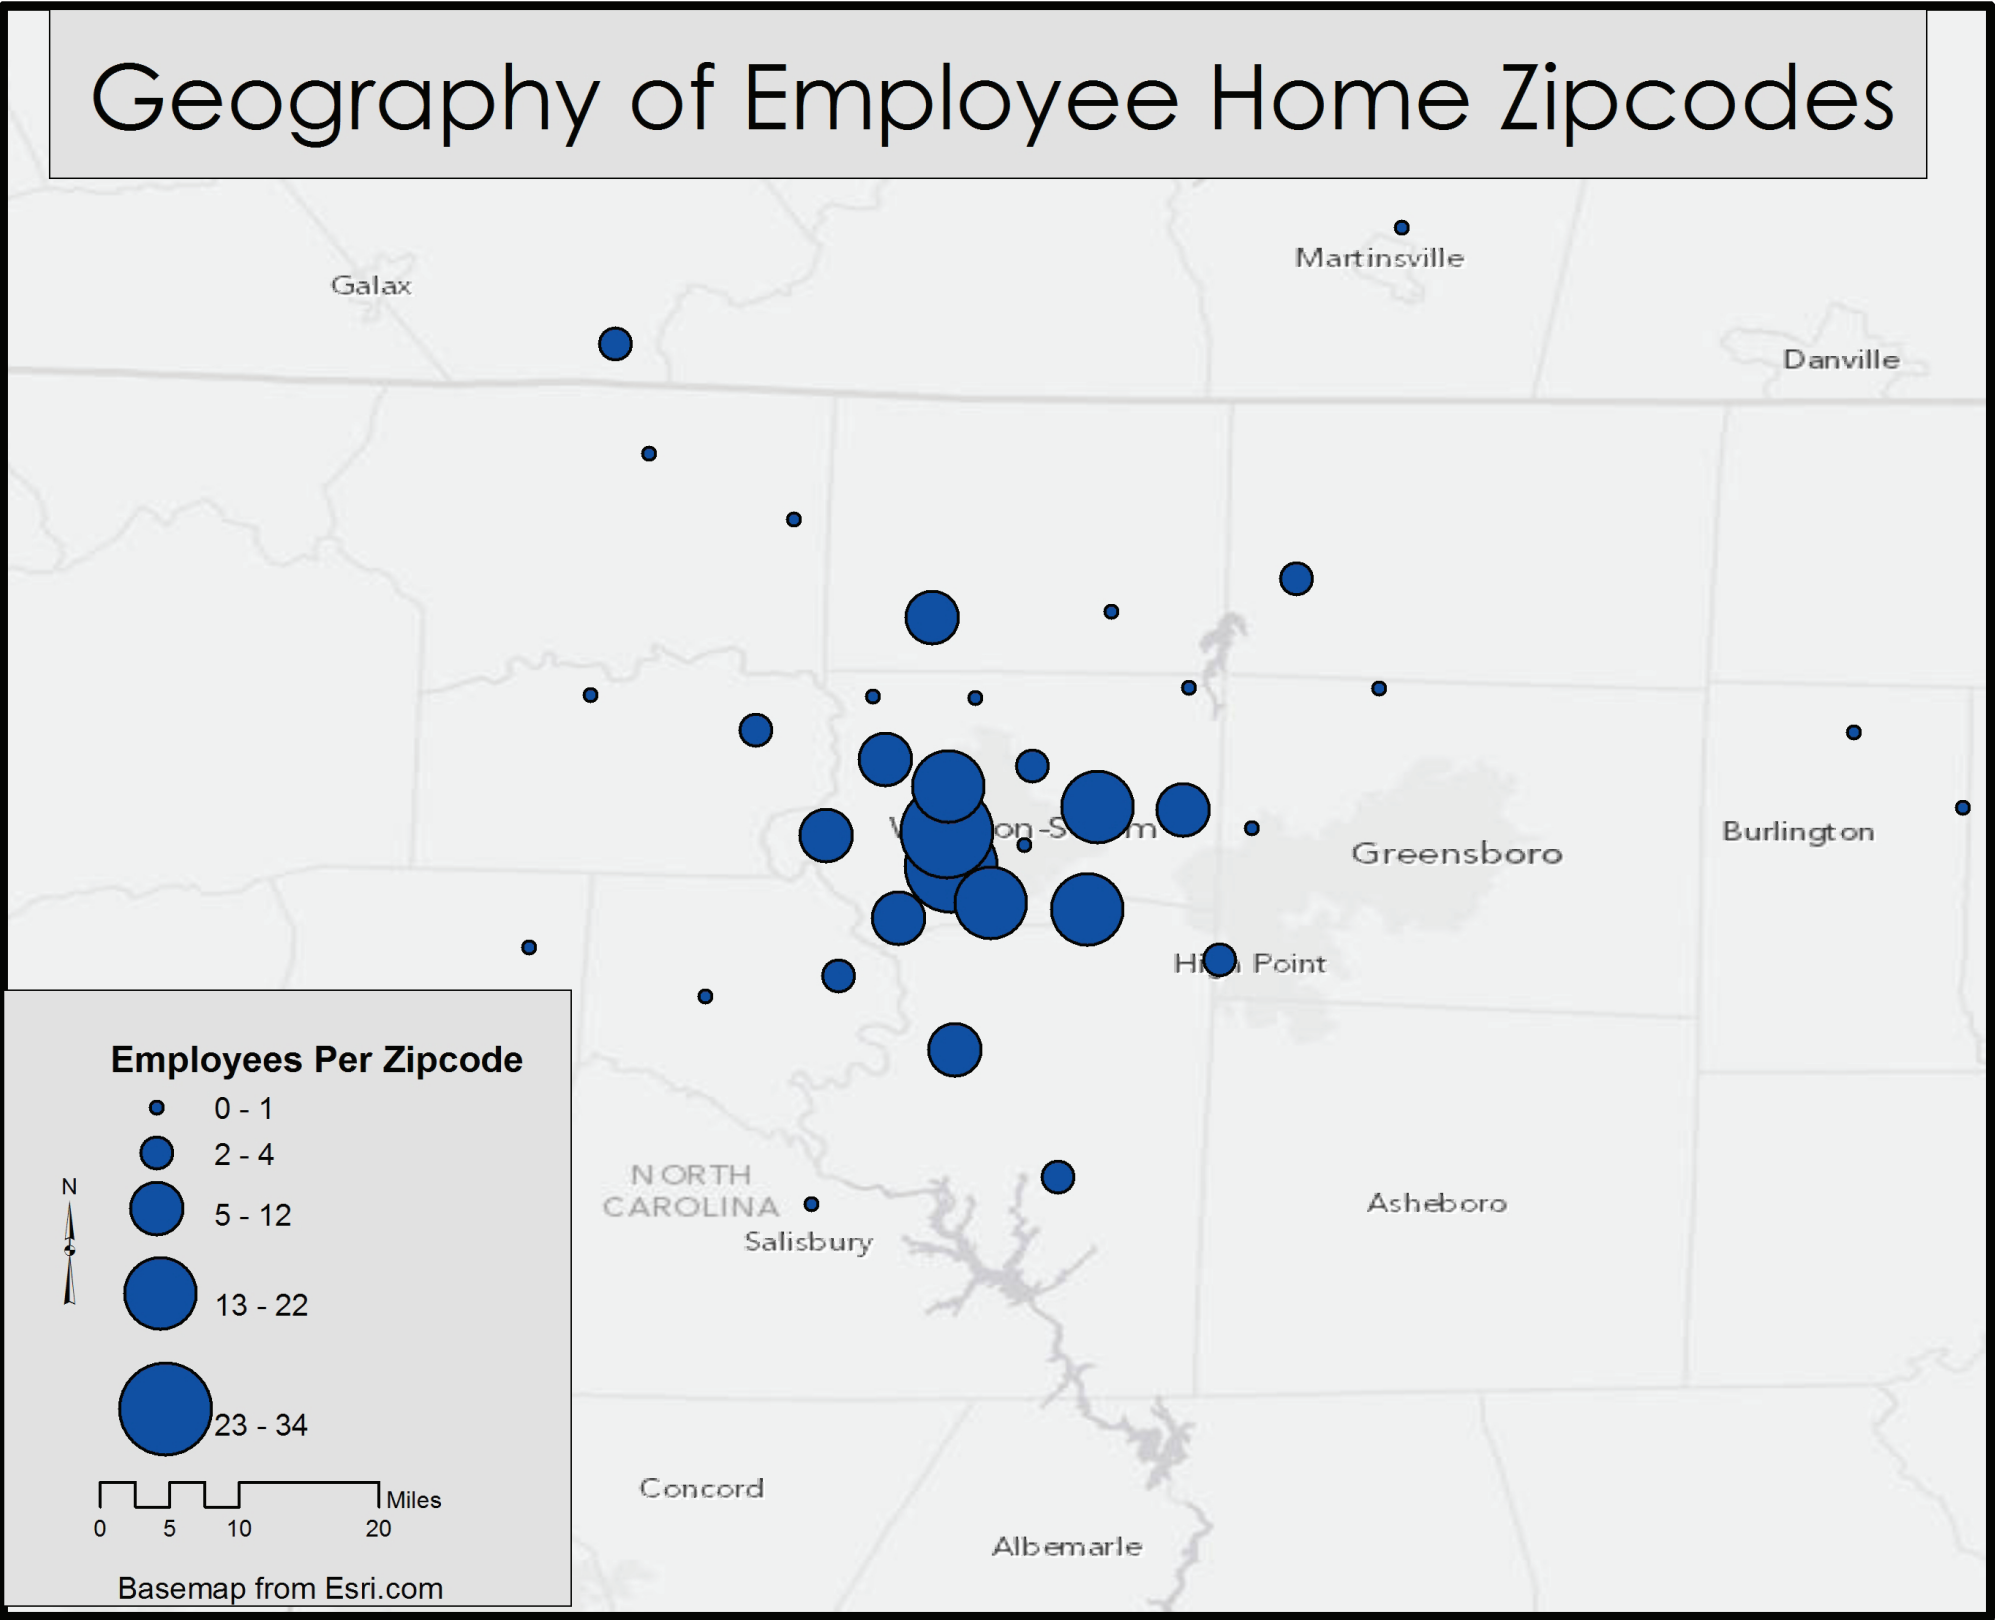 Geography of Employee Home Zipcodes
Martinsville
Galax
Danville
on-S
m
Burlington
Greensboro
Point
Employees Per Zipcode
0 - 1
2 - 4
5 - 12
13 - 22
23 - 34
N
NORTH
CAROLINA
Salisbury
Asheboro
Miles
0 5 10 20
Concord
Albemarle
Basemap from Esri.com